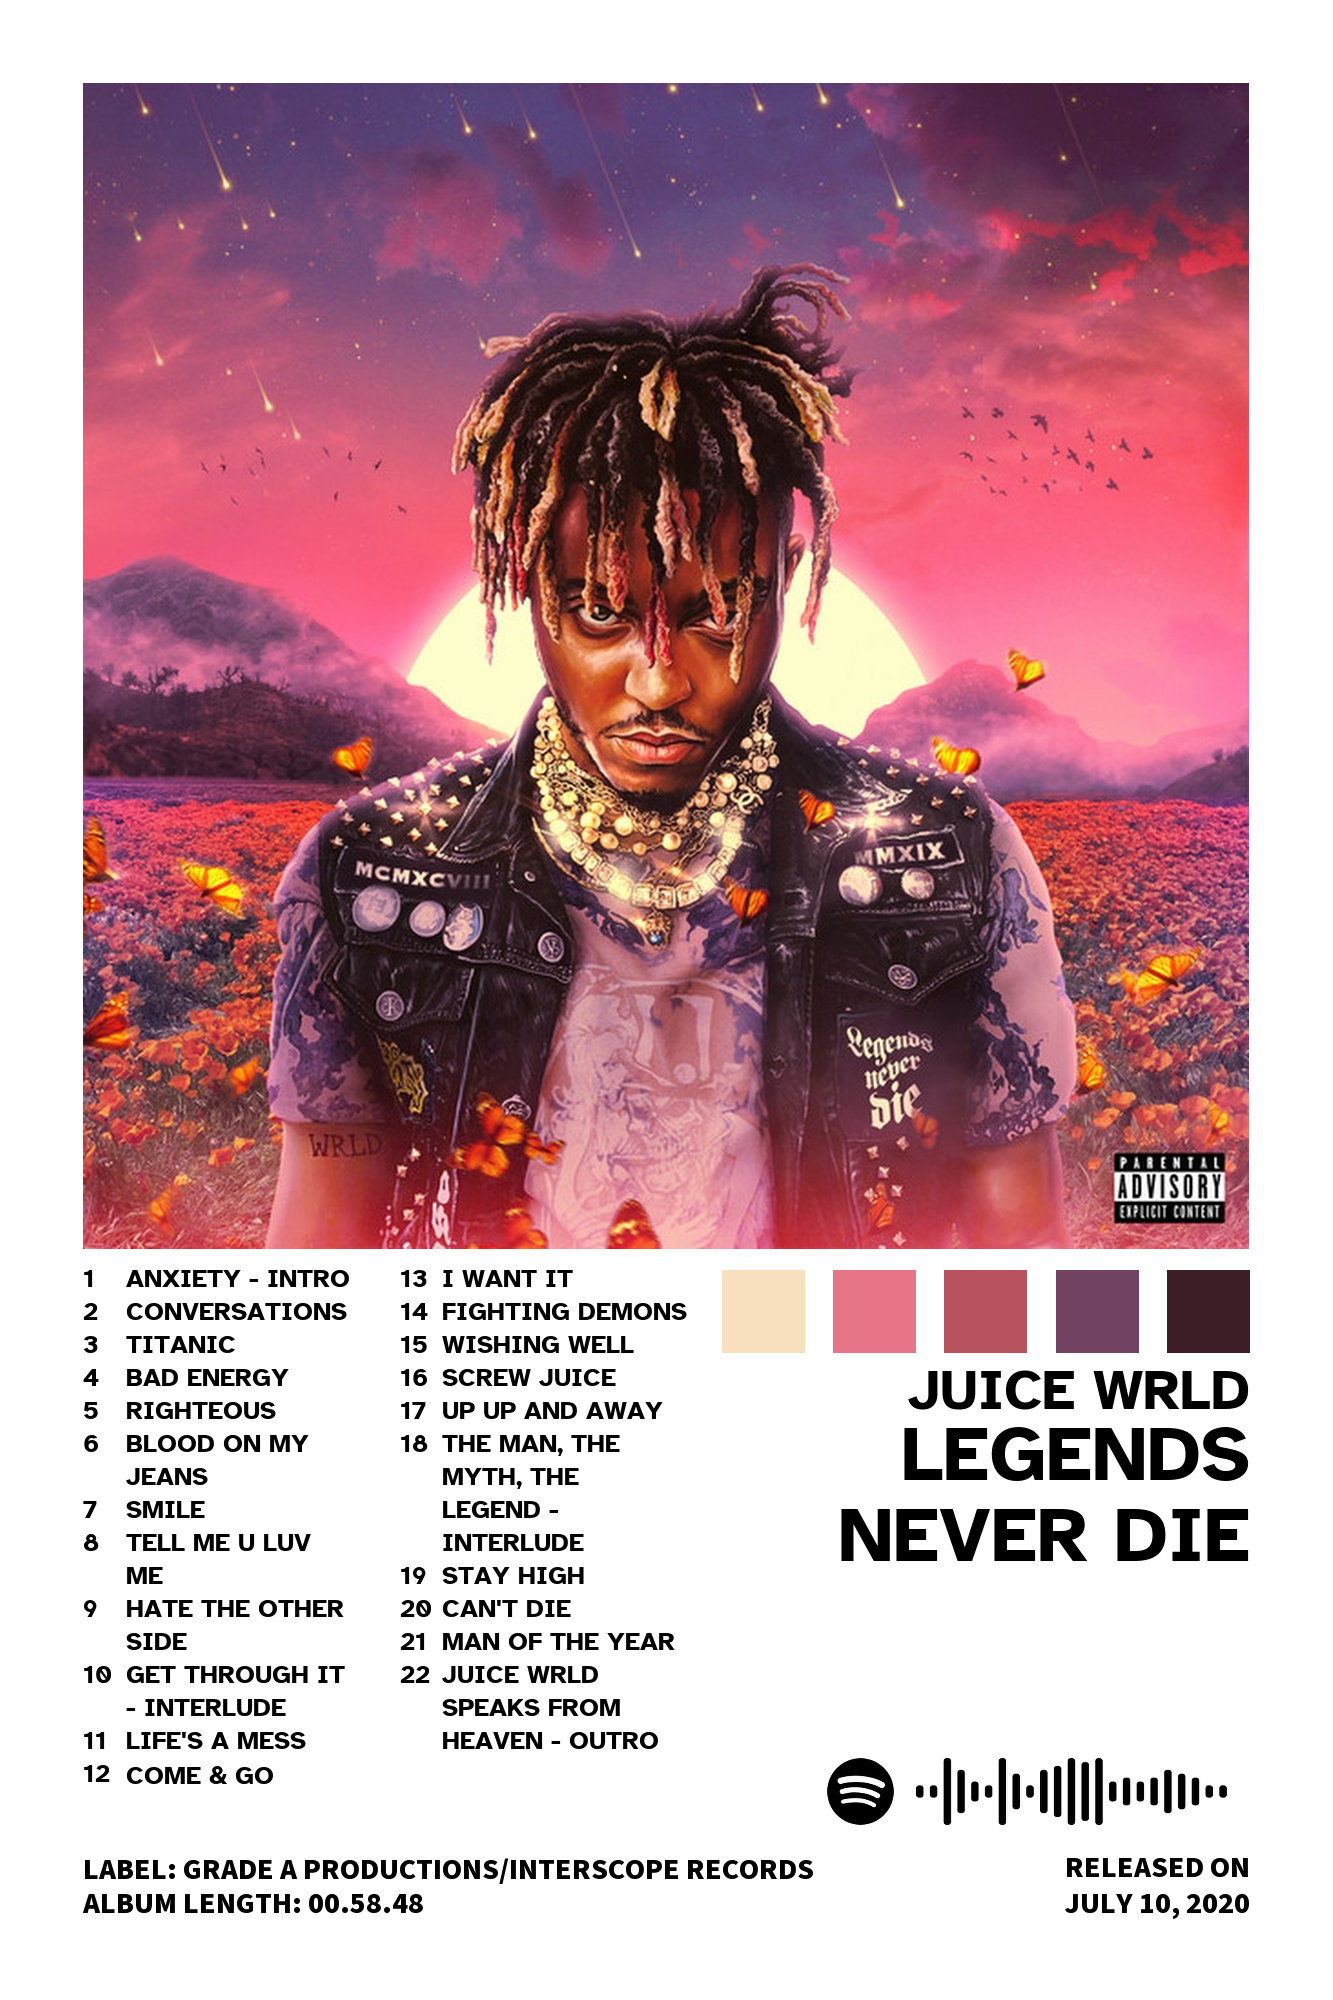 MCMXCVIII
MMXIX
Legends
never
die
WRLD
PARENTAL
ADVISORY
EXPLICIT CONTENT
1 ANXIETY - INTRO
2 CONVERSATIONS
3 TITANIC
4 BAD ENERGY
5 RIGHTEOUS
6 BLOOD ON MY
JEANS
7 SMILE
8 TELL ME U LUV
ME
9 HATE THE OTHER
SIDE
10 GET THROUGH IT
- INTERLUDE
11 LIFE'S A MESS
12 COME & GO
13 I WANT IT
14 FIGHTING DEMONS
15 WISHING WELL
16 SCREW JUICE
17 UP UP AND AWAY
18 THE MAN, THE
MYTH, THE
LEGEND -
INTERLUDE
19 STAY HIGH
20 CAN'T DIE
21 MAN OF THE YEAR
22 JUICE WRLD
SPEAKS FROM
HEAVEN - OUTRO
JUICE WRLD
LEGENDS
NEVER DIE
LABEL: GRADE A PRODUCTIONS/INTERSCOPE RECORDS
ALBUM LENGTH: 00.58.48
RELEASED ON
JULY 10, 2020